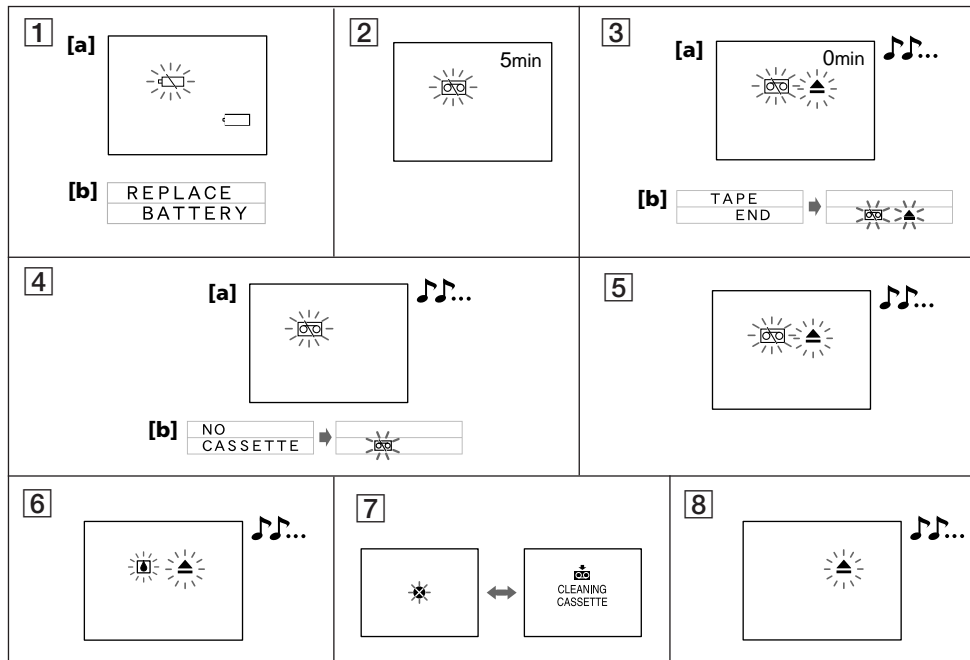 1
[a]
[b]
REPLACE
BATTERY
2
5min
3
[a]
0min
[b]
TAPE
END
4
[a]
[b]
NO
CASSETTE
5
6
7
CLEANING
CASSETTE
8